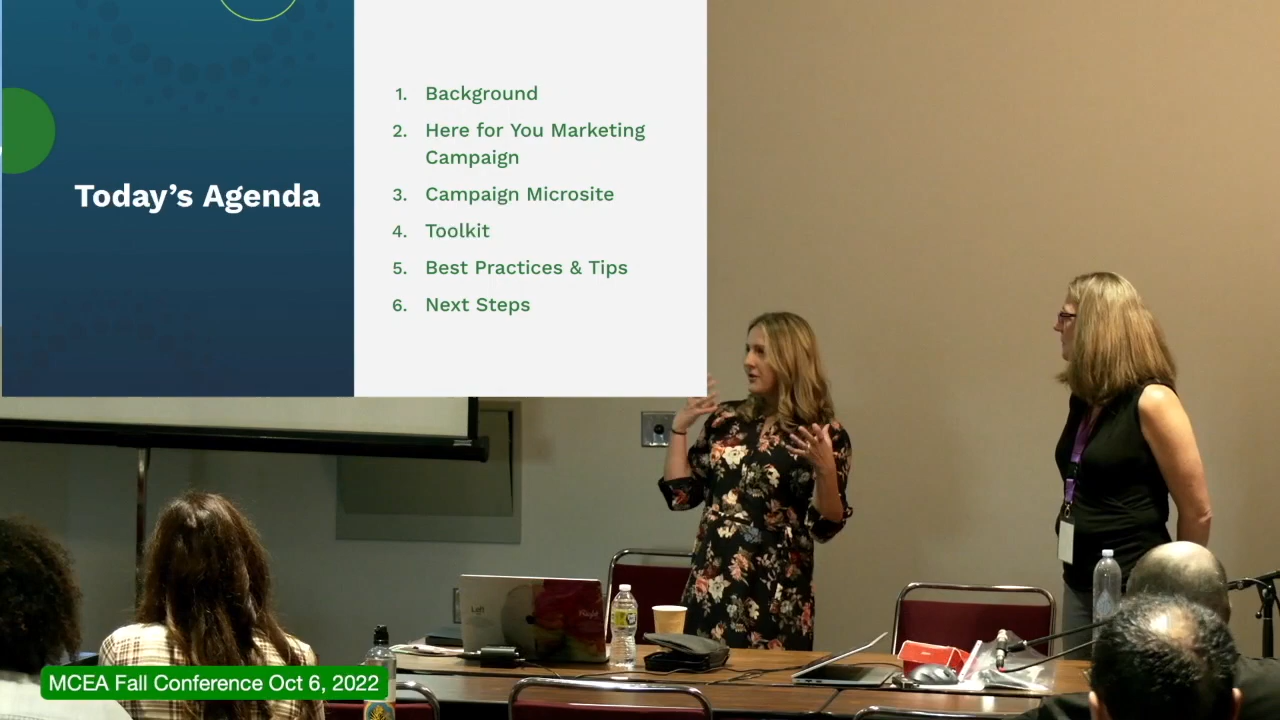 Today's Agenda
1. Background
2. Here for You Marketing
Campaign
3. Campaign Microsite
4. Toolkit
5. Best Practices & Tips
6. Next Steps
MCEA Fall Conference Oct 6, 2022